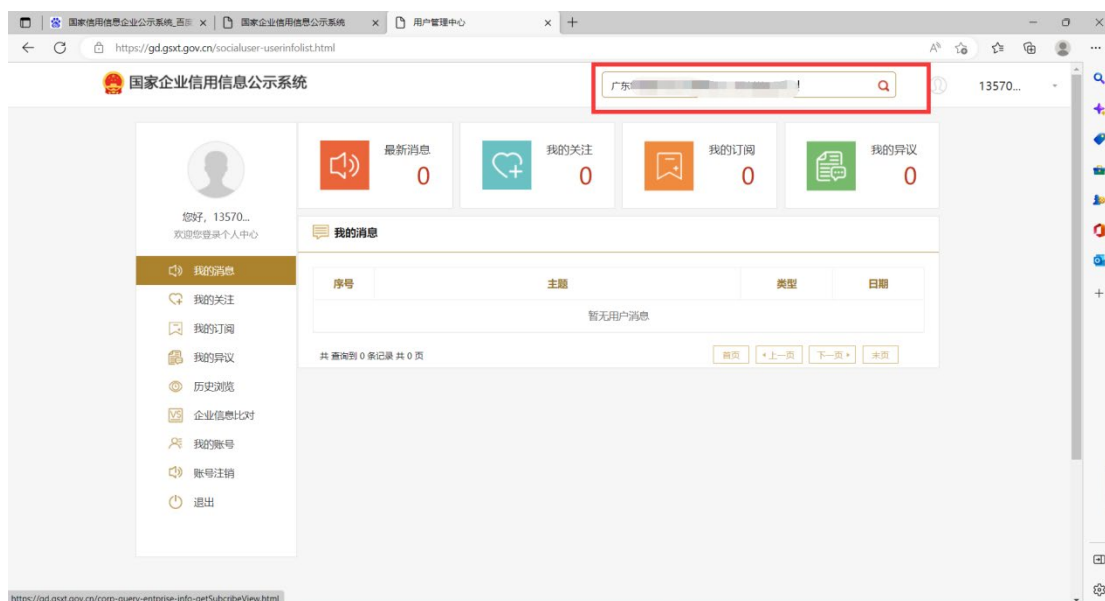 国家信用信息企业公示系统_百
国家企业信用信息公示系统
用户管理中心
https://gd.gsxt.gov.cn/socialuser-userinfolist.html
国家企业信用信息公示系统
广东
13570...
最新消息
0
我的关注
0
我的订阅
0
我的异议
0
您好，13570...
欢迎您登录个人中心
我的消息
我的消息
我的关注
我的订阅
我的异议
历史浏览
企业信息比对
我的账号
账号注销
退出
序号 主题 类型 日期
暂无用户消息
共 查询到 0 条记录 共 0 页
首页 上一页 下一页 末页
https://gd.gsxt.gov.cn/corp-query-entprise-info-getSubcribeView.html